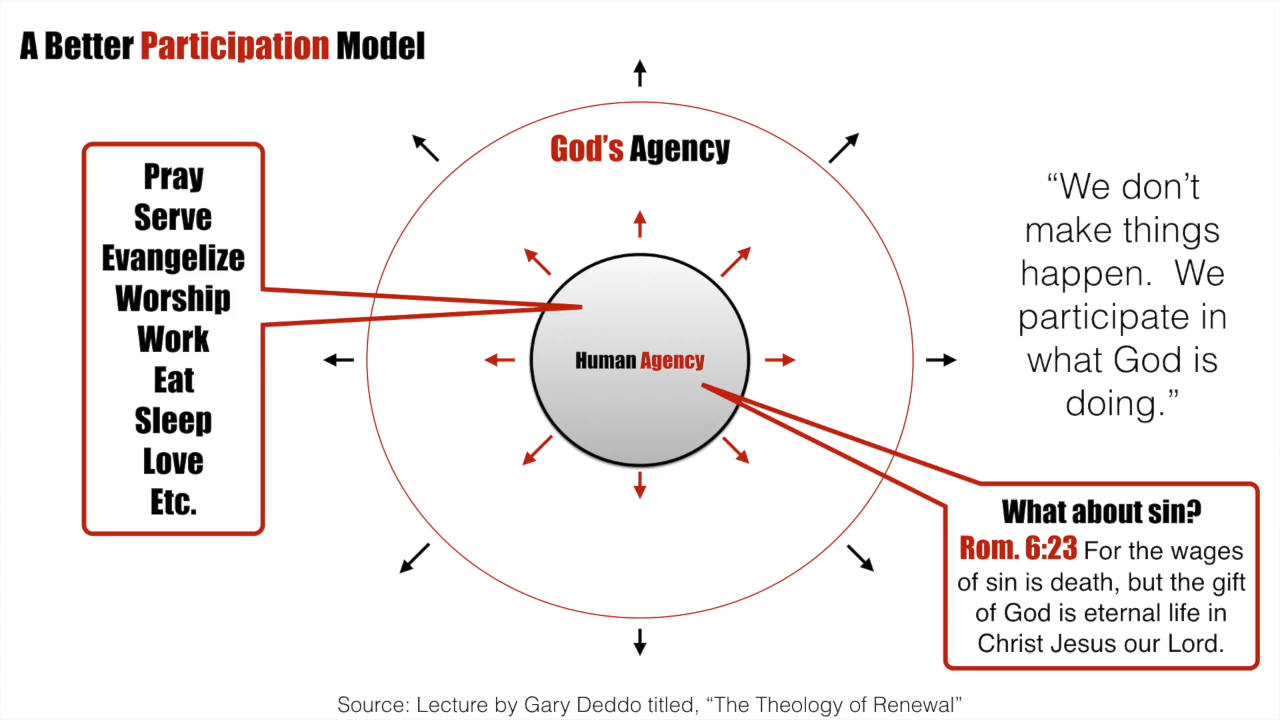 A Better Participation Model
God's Agency
Pray
Serve
Evangelize
Worship
Work
Eat
Sleep
Love
Etc.
Human Agency
“We don’t
make things
happen.  We
participate in
what God is
doing.”
What about sin?
Rom. 6:23 For the wages
of sin is death, but the gift
of God is eternal life in
Christ Jesus our Lord.
Source: Lecture by Gary Deddo titled, “The Theology of Renewal”